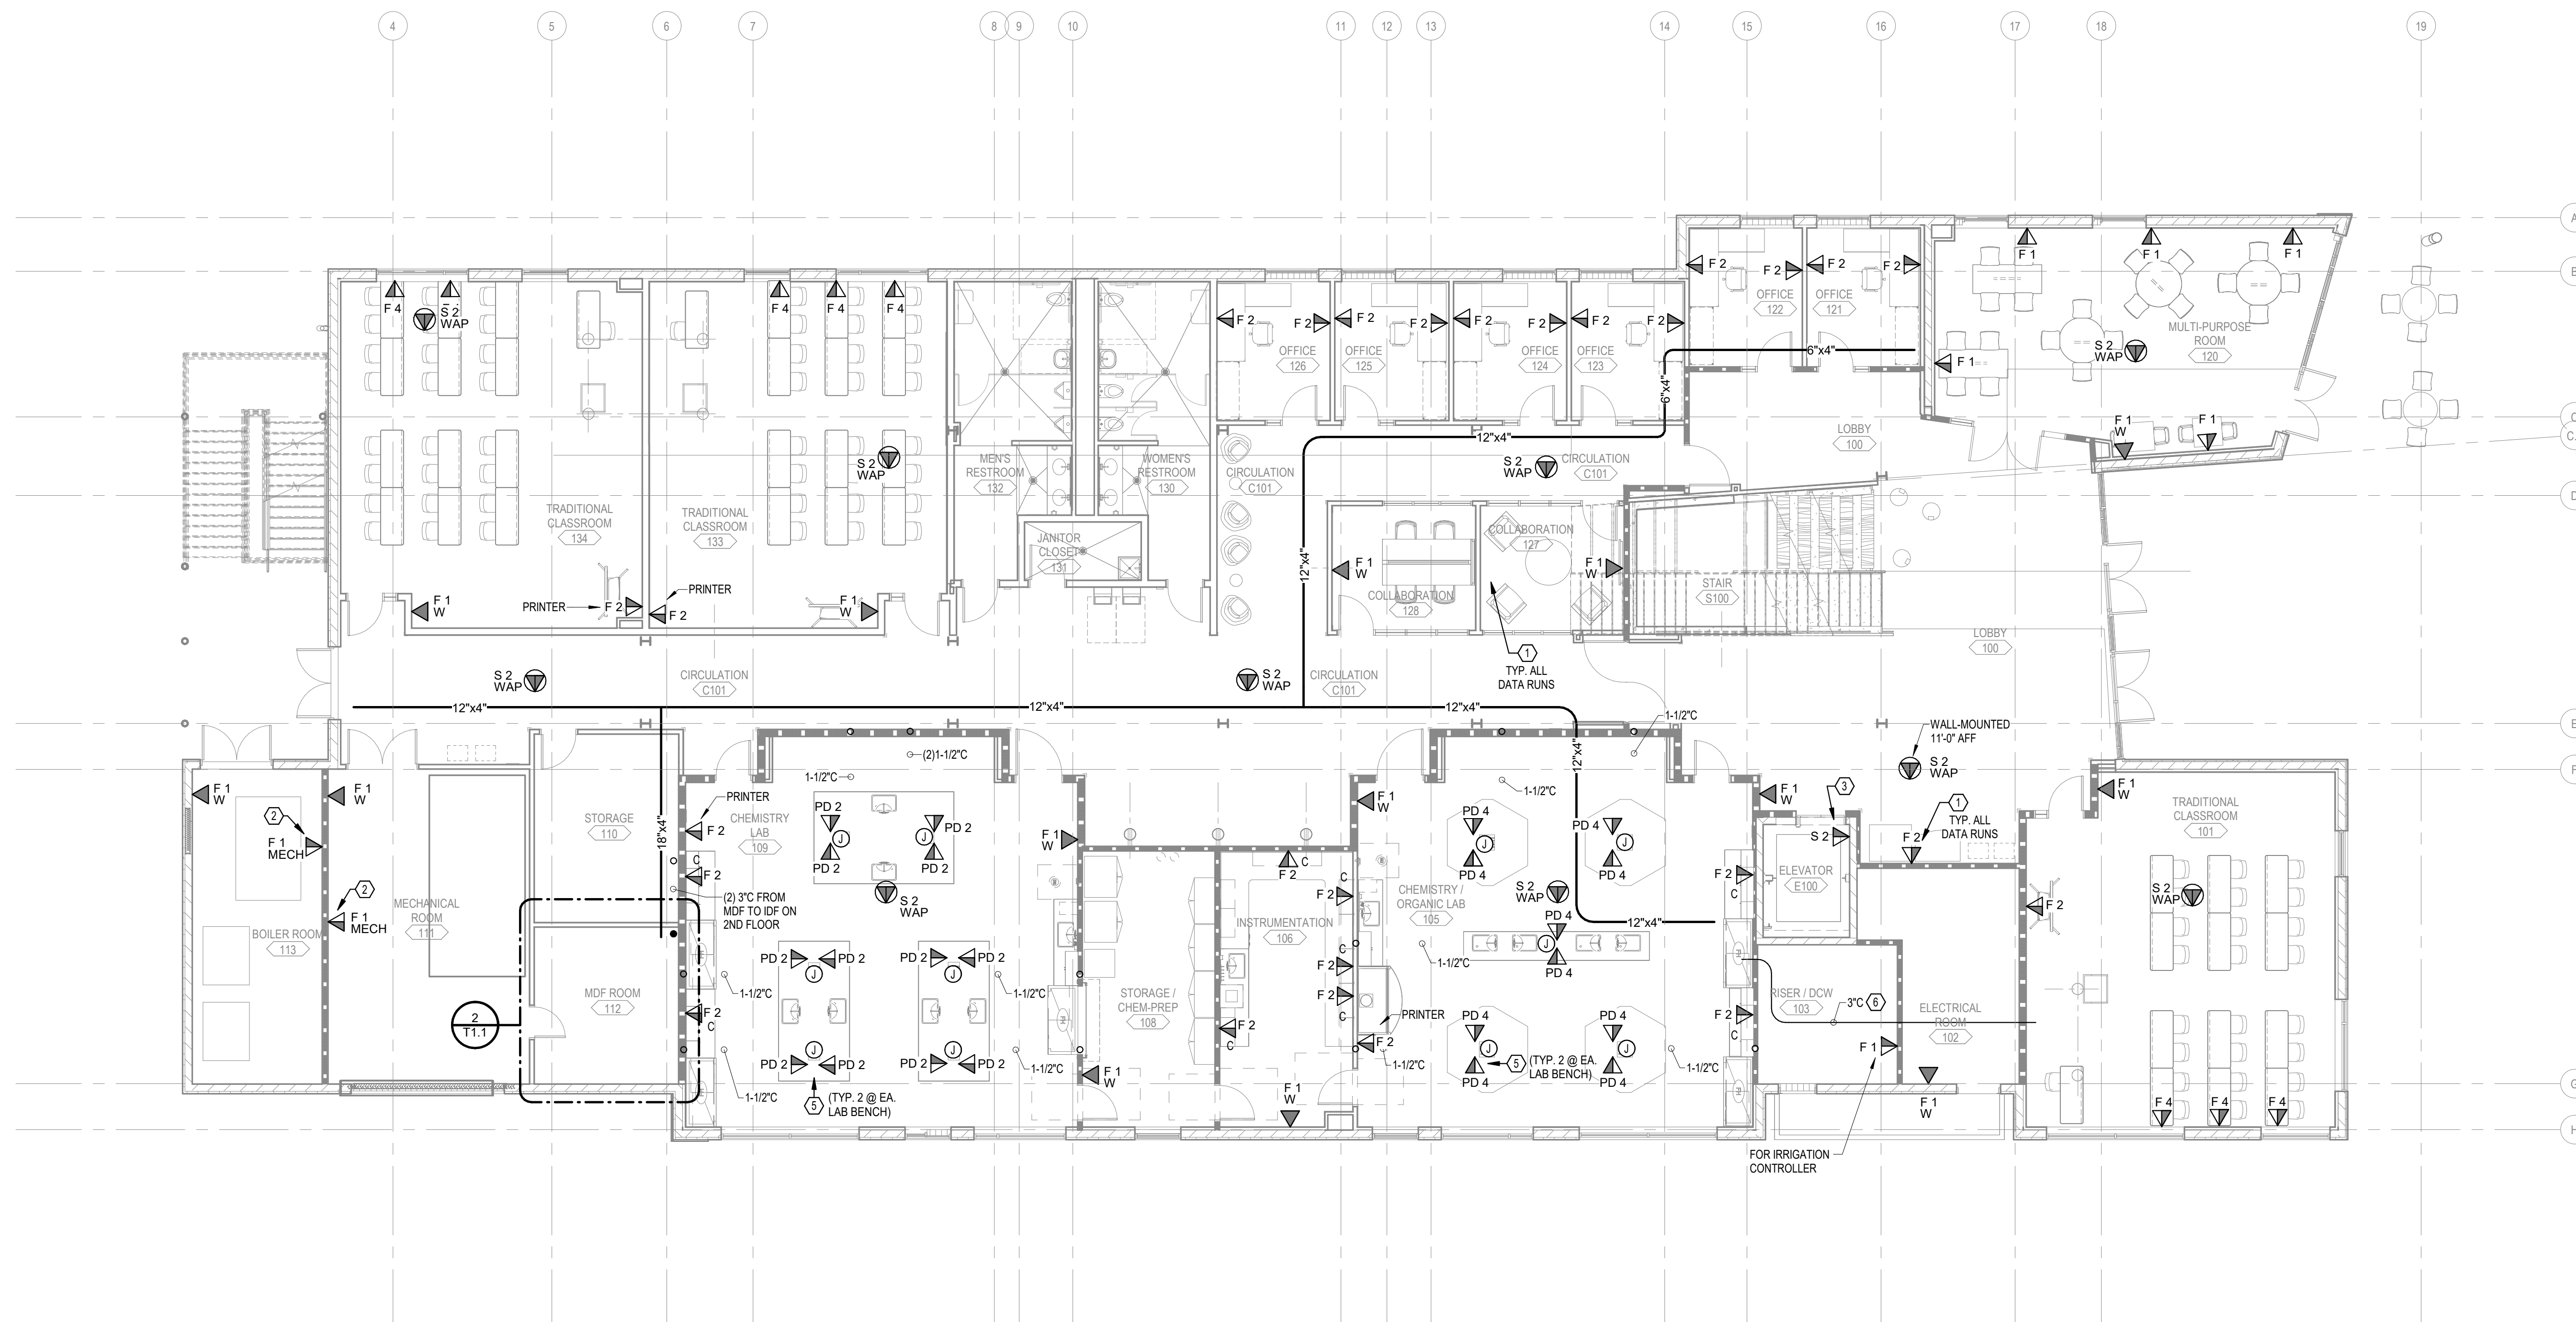 4 5 6 7 8 9 10 11 12 13 14 15 16 17 18 19
A
B
C
C.
D
E
F
G
H
F 4
S 2
WAP
F 4
F 4
F 4
TRADITIONAL
CLASSROOM
134
TRADITIONAL
CLASSROOM
133
S 2
WAP
PRINTER
F 2
PRINTER
F 2
F 1
W
F 1
W
MEN'S
RESTROOM
132
WOMEN'S
RESTROOM
130
JANITOR
CLOSET
131
F 2
F 2
OFFICE
126
F 2
F 2
OFFICE
125
F 2
F 2
OFFICE
124
F 2
F 2
OFFICE
123
F 2
F 2
OFFICE
122
F 2
F 2
OFFICE
121
6"x4"
6"x4"
12"x4"
12"x4"
F 1
F 1
F 1
F 1
MULTI-PURPOSE
ROOM
120
S 2
WAP
F 1
W
F 1
LOBBY
100
CIRCULATION
C101
S 2
WAP
CIRCULATION
C101
F 1
W
COLLABORATION
128
COLLABORATION
127
F 1
W
STAIR
S100
LOBBY
100
1
TYP. ALL
DATA RUNS
S 2
WAP
CIRCULATION
C101
S 2
WAP
CIRCULATION
C101
12"x4"
12"x4"
12"x4"
12"x4"
18"x4"
1-1/2"C
WALL-MOUNTED
11'-0" AFF
S 2
WAP
F 1
W
2
F 1
MECH
F 1
W
2
F 1
MECH
BOILER ROOM
113
MECHANICAL
ROOM
111
STORAGE
110
MDF ROOM
112
2
T1.1
PRINTER
F 2
CHEMISTRY
LAB
109
C
F 2
(2) 3"C FROM
MDF TO IDF ON
2ND FLOOR
F 2
C
(2)1-1/2"C
1-1/2"C
PD 2
PD 2
PD 2
PD 2
J
J
S 2
WAP
PD 2
PD 2
J
PD 2
PD 2
J
PD 2
PD 2
J
PD 2
PD 2
J
1-1/2"C
1-1/2"C
1-1/2"C
1-1/2"C
5
(TYP. 2 @ EA.
LAB BENCH)
F 1
W
F 1
W
STORAGE /
CHEM-PREP
108
F 2
C
INSTRUMENTATION
106
F 2
C
F 1
W
F 1
W
C
F 2
C
F 2
F 2
C
F 2
PRINTER
1-1/2"C
CHEMISTRY /
ORGANIC LAB
105
1-1/2"C
1-1/2"C
PD 4
PD 4
J
PD 4
PD 4
J
S 2
WAP
PD 4
PD 4
J
12"x4"
PD 4
PD 4
J
PD 4
PD 4
J
5
(TYP. 2 @ EA.
LAB BENCH)
1-1/2"C
F 2
C
F 2
C
F 1
W
3
S 2
ELEVATOR
E100
1
TYP. ALL
DATA RUNS
F 2
RISER / DCW
103
3"C
6
ELECTRICAL
ROOM
102
F 1
FOR IRRIGATION
CONTROLLER
F 1
W
F 1
W
TRADITIONAL
CLASSROOM
101
F 2
S 2
WAP
F 4
F 4
F 4